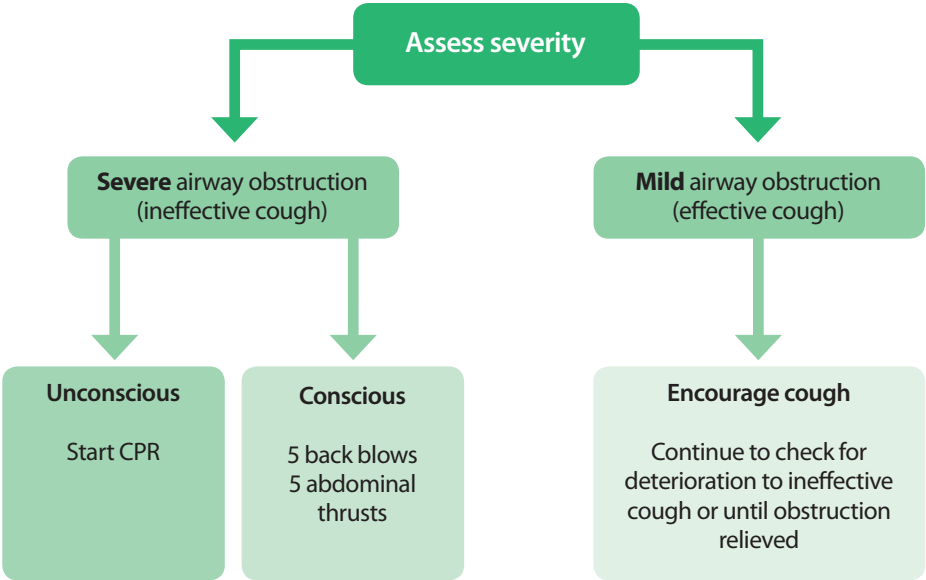 Assess severity
Severe airway obstruction
(ineffective cough)
Mild airway obstruction
(effective cough)
Unconscious
Start CPR
Conscious
5 back blows
5 abdominal
thrusts
Encourage cough
Continue to check for
deterioration to ineffective
cough or until obstruction
relieved